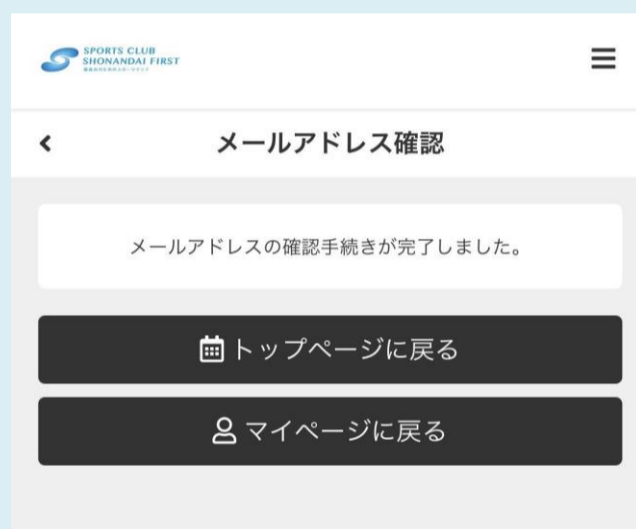 SPORTS CLUB
SHONANDAI FIRST
メールアドレス確認
メールアドレスの確認手続きが完了しました。
トップページに戻る
マイページに戻る